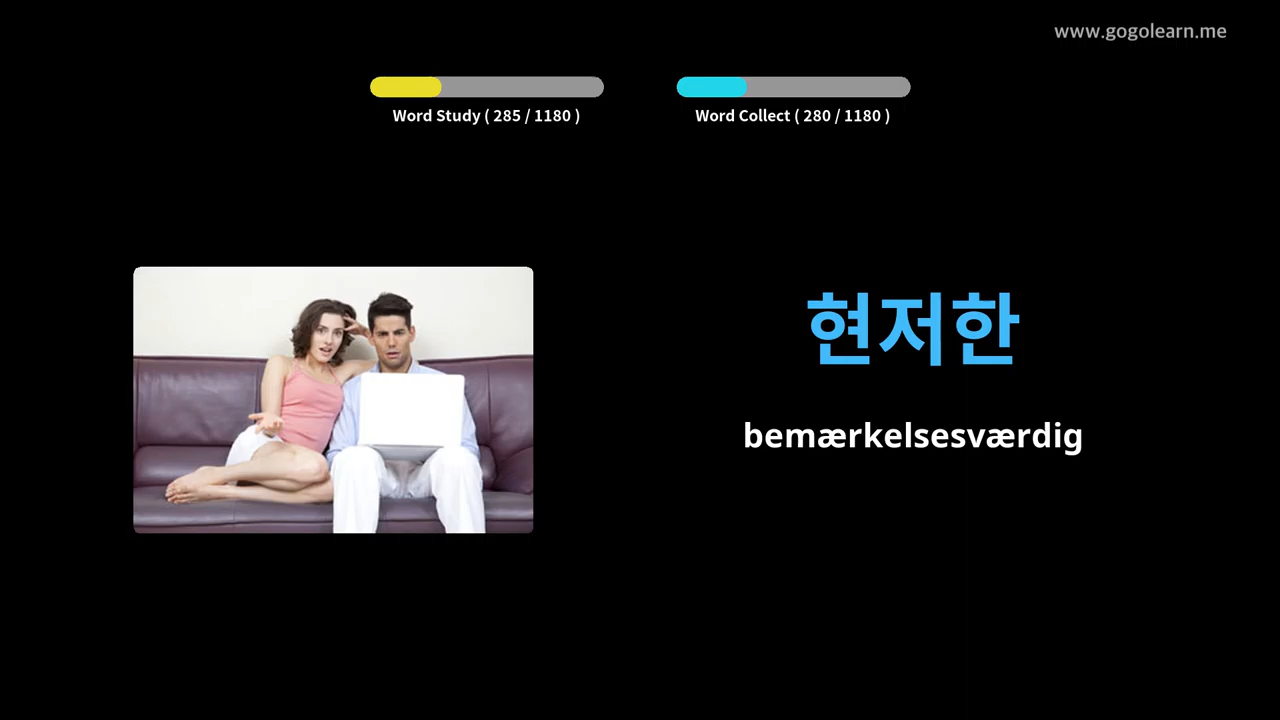 www.gogolearn.me
Word Study ( 285 / 1180 )
Word Collect ( 280 / 1180 )
현저한
bemærkelsesværdig